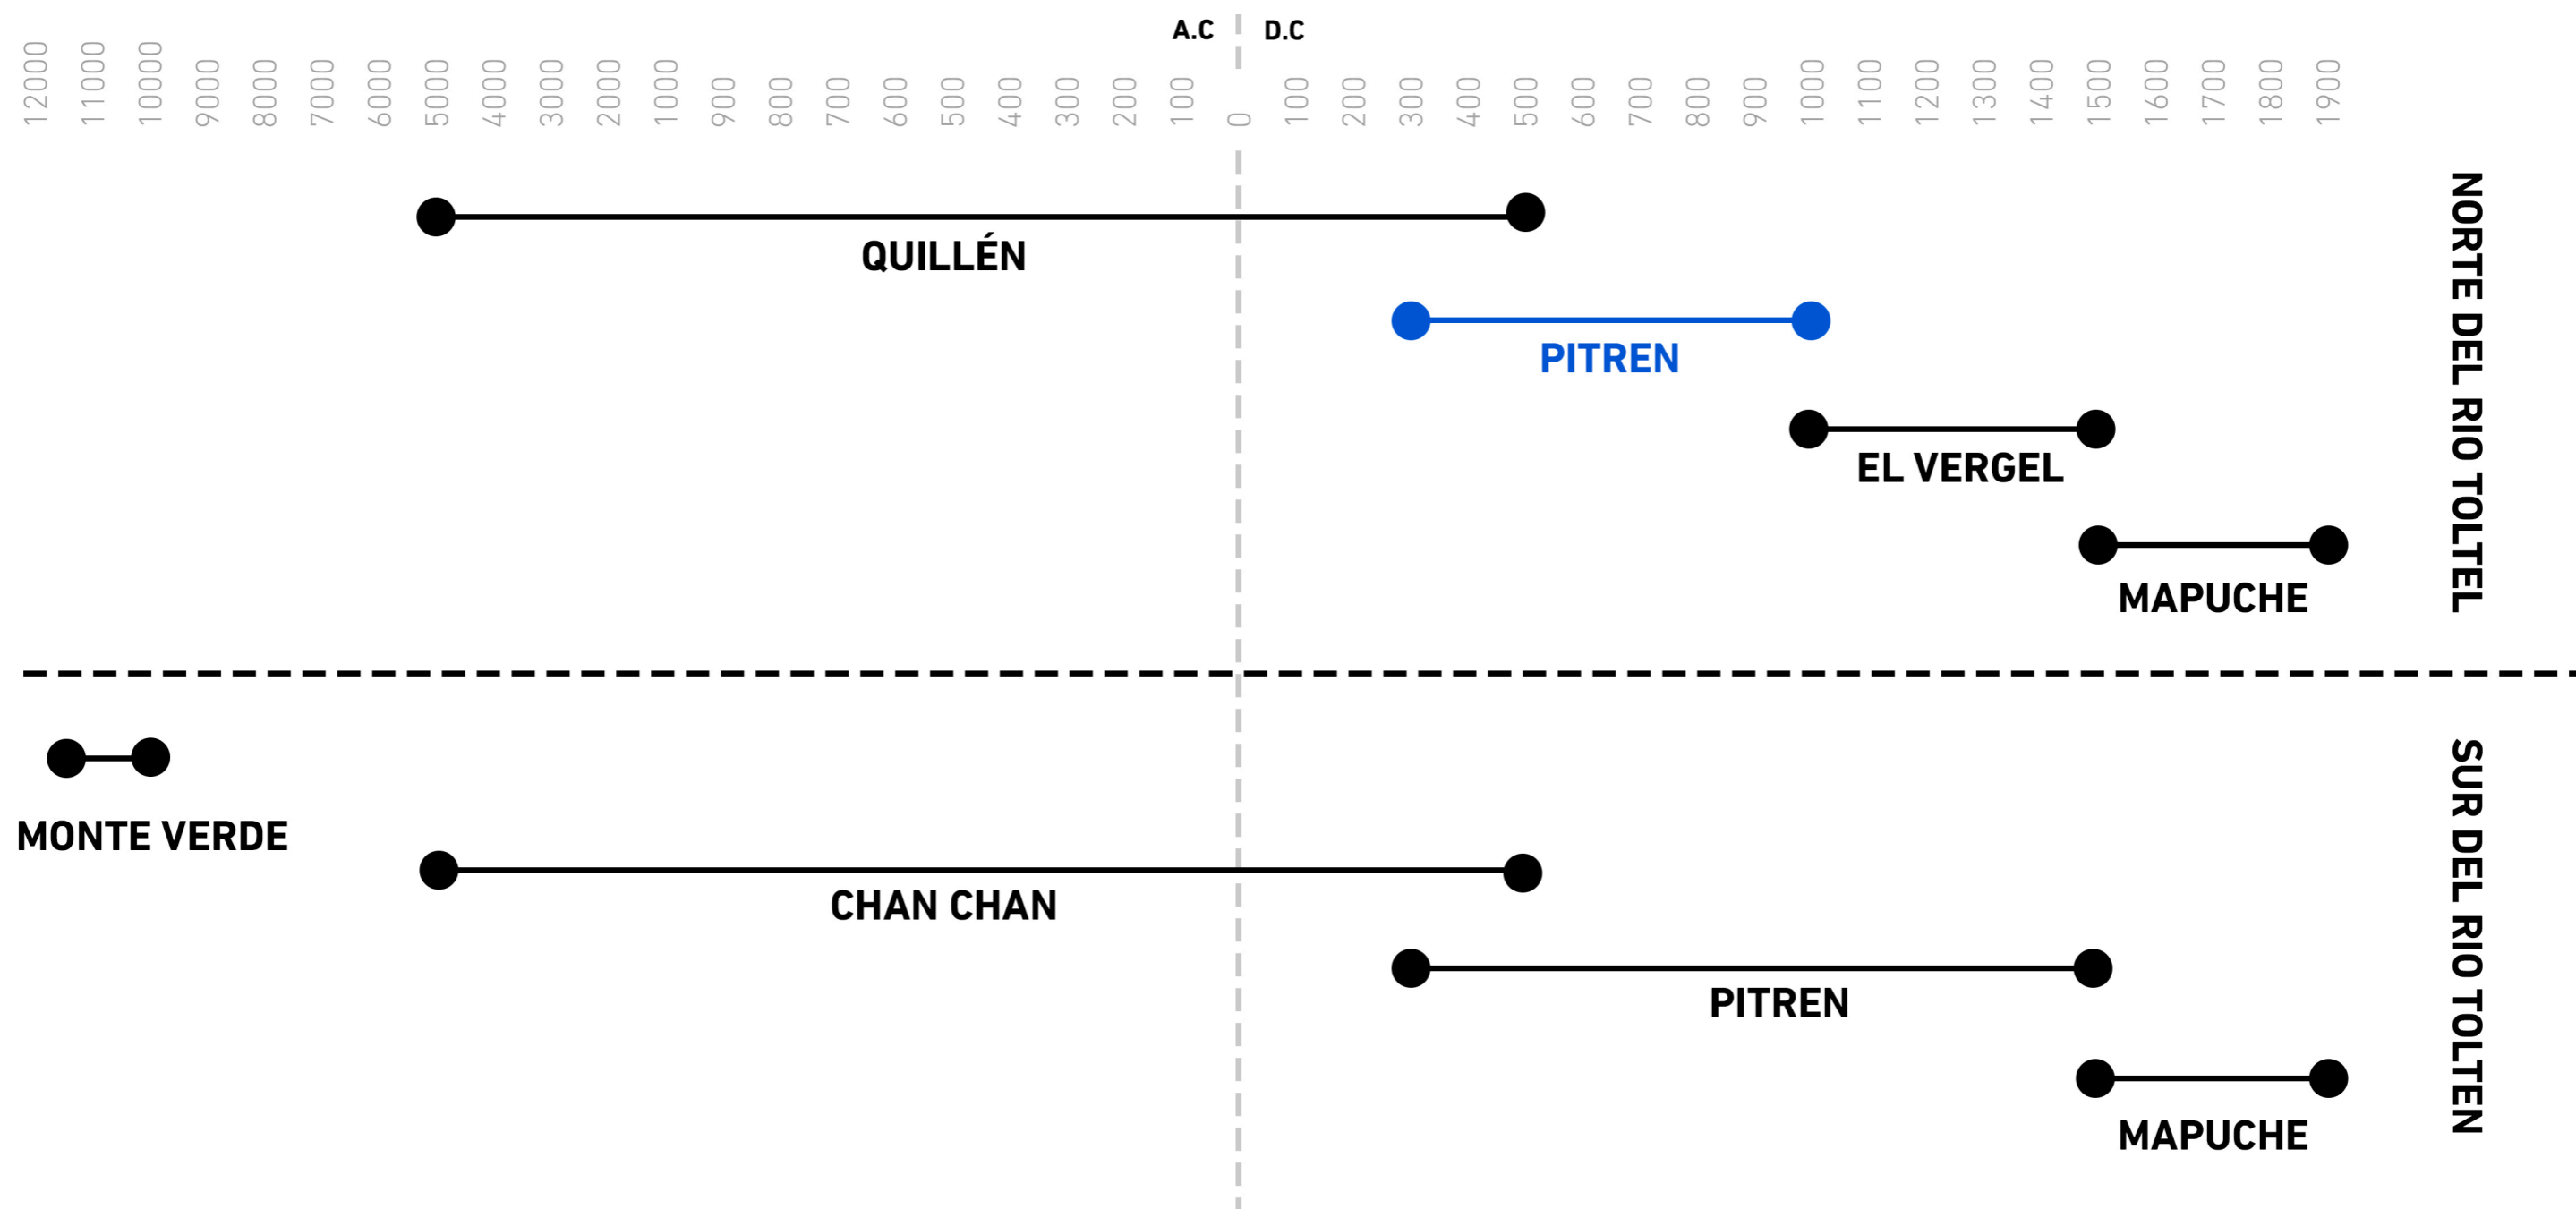 A.C D.C
12000 11000 10000 9000 8000 7000 6000 5000 4000 3000 2000 1000 900 800 700 600 500 400 300 200 100 0 100 200 300 400 500 600 700 800 900 1000 1100 1200 1300 1400 1500 1600 1700 1800 1900
QUILLÉN
PITREN
EL VERGEL
MAPUCHE
NORTE DEL RIO TOLTEL
MONTE VERDE
CHAN CHAN
PITREN
MAPUCHE
SUR DEL RIO TOLTEN